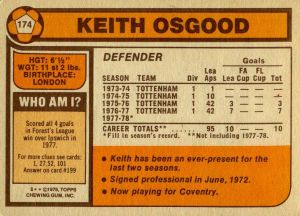 174
KEITH OSGOOD
HGT: 6'½"
WGT: 11 st 2 lbs.
BIRTHPLACE:
LONDON
WHO AM I?
Scored all 4 goals
in Forest's League
win over Ipswich in
1977.
For more clues see cards:
1, 27, 52, 101
Answer on card #199
S** ©1978, TOPPS
CHEWING GUM, INC.
DEFENDER
Goals
Lea FA FL
SEASON TEAM Div Aps Lea Cup Cup Tot
1973-74 TOTTENHAM 1 1 — — — —
1974-75 TOTTENHAM 1 10 — — — —
1975-76 TOTTENHAM 1 42 3 — — 3
1976-77 TOTTENHAM 1 42 7 — — 7
1977-78*
CAREER TOTALS** 95 10 — — 10
*Fill in season's record. **Not including 1977-78.
• Keith has been an ever-present for the
last two seasons.
• Signed professional in June, 1972.
• Now playing for Coventry.